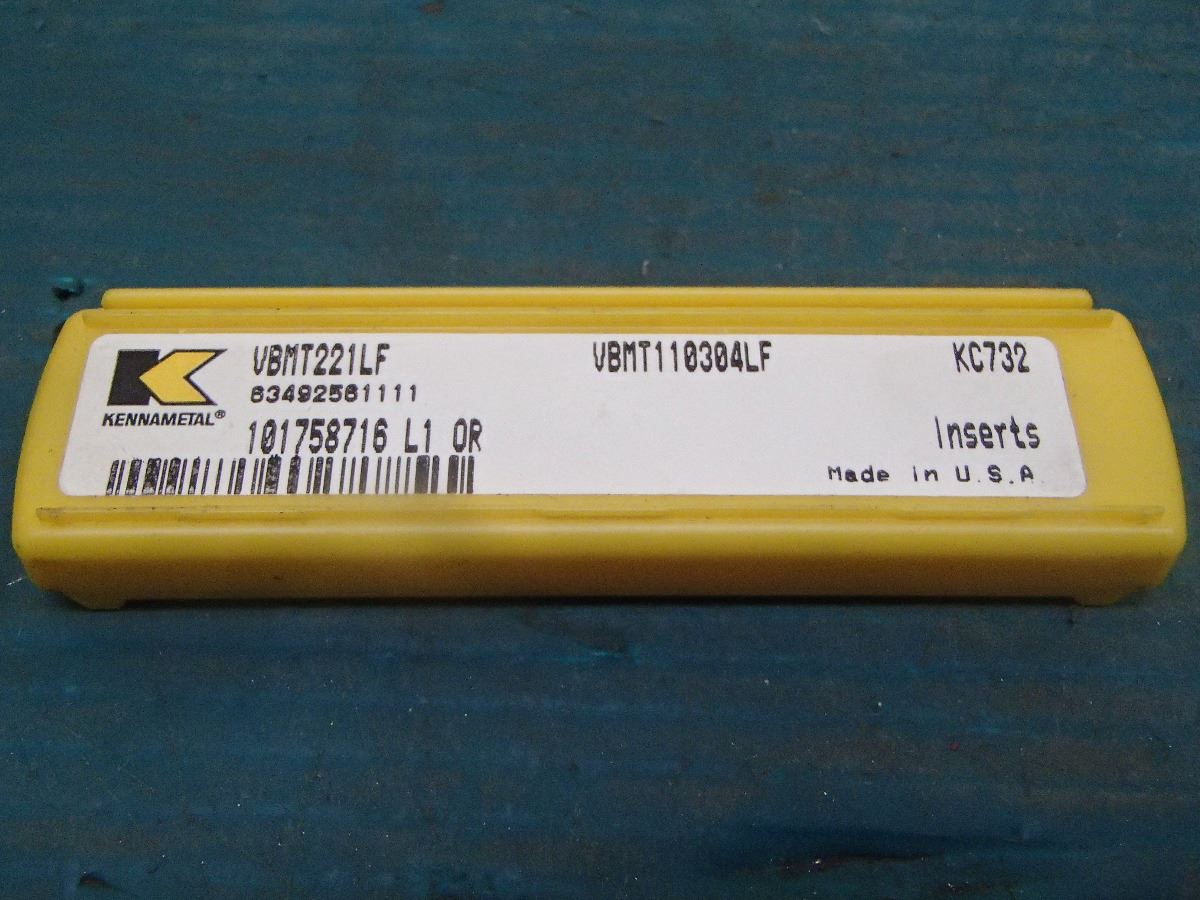 VBMT221LF VBMT110304LF KC732
63492561111
KENNAMETAL®
101758716 L1 OR Inserts
Made in U.S.A.